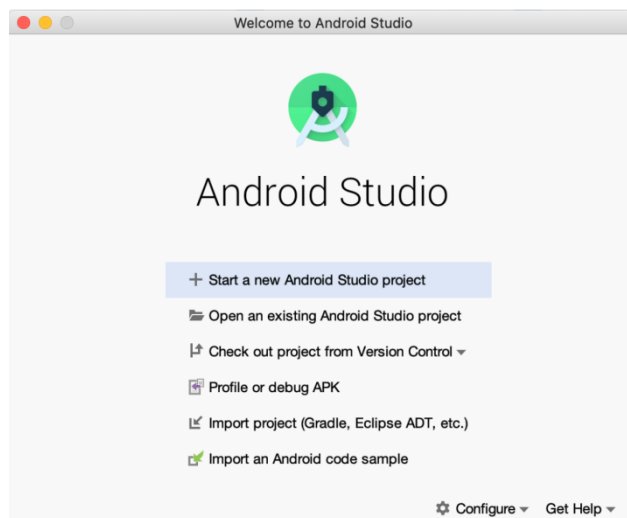 Welcome to Android Studio
Android Studio
Start a new Android Studio project
Open an existing Android Studio project
Check out project from Version Control
Profile or debug APK
Import project (Gradle, Eclipse ADT, etc.)
Import an Android code sample
Configure Get Help